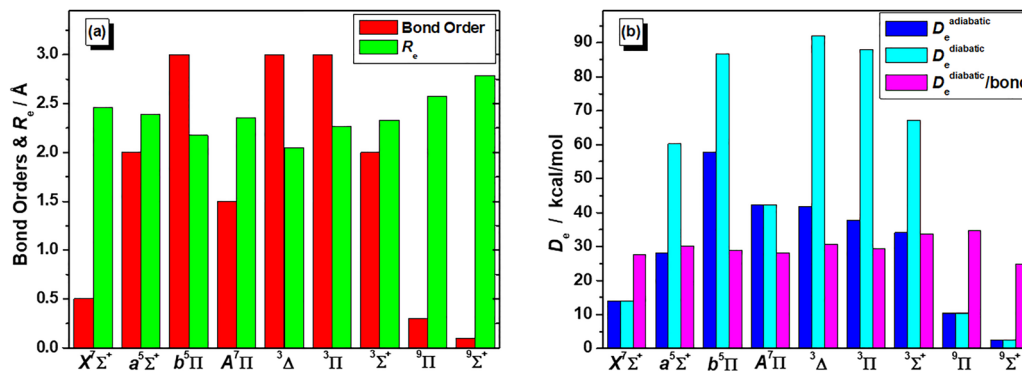 (a)
Bond Order
Rₑ
Bond Orders & Rₑ / Å
3.0
2.5
2.0
1.5
1.0
0.5
0.0
X⁷Σ⁺ a⁵Σ⁺ b⁵Π A⁷Π ³Δ ³Π ³Σ⁺ ⁹Π ⁹Σ⁺
(b)
Dₑ adiabatic
Dₑ diabatic
Dₑ diabatic/bond
Dₑ / kcal/mol
90
80
70
60
50
40
30
20
10
0
X⁷Σ⁺ a⁵Σ⁺ b⁵Π A⁷Π ³Δ ³Π ³Σ⁺ ⁹Π ⁹Σ⁺